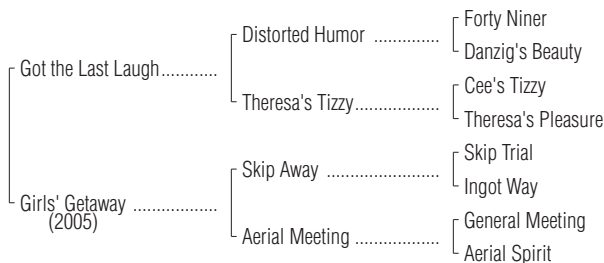 Forty Niner
Distorted Humor ..............
Danzig's Beauty
Got the Last Laugh............
Cee's Tizzy
Theresa's Tizzy..................
Theresa's Pleasure
Skip Trial
Skip Away .....................
Ingot Way
Girls' Getaway ..................
(2005)
General Meeting
Aerial Meeting .................
Aerial Spirit